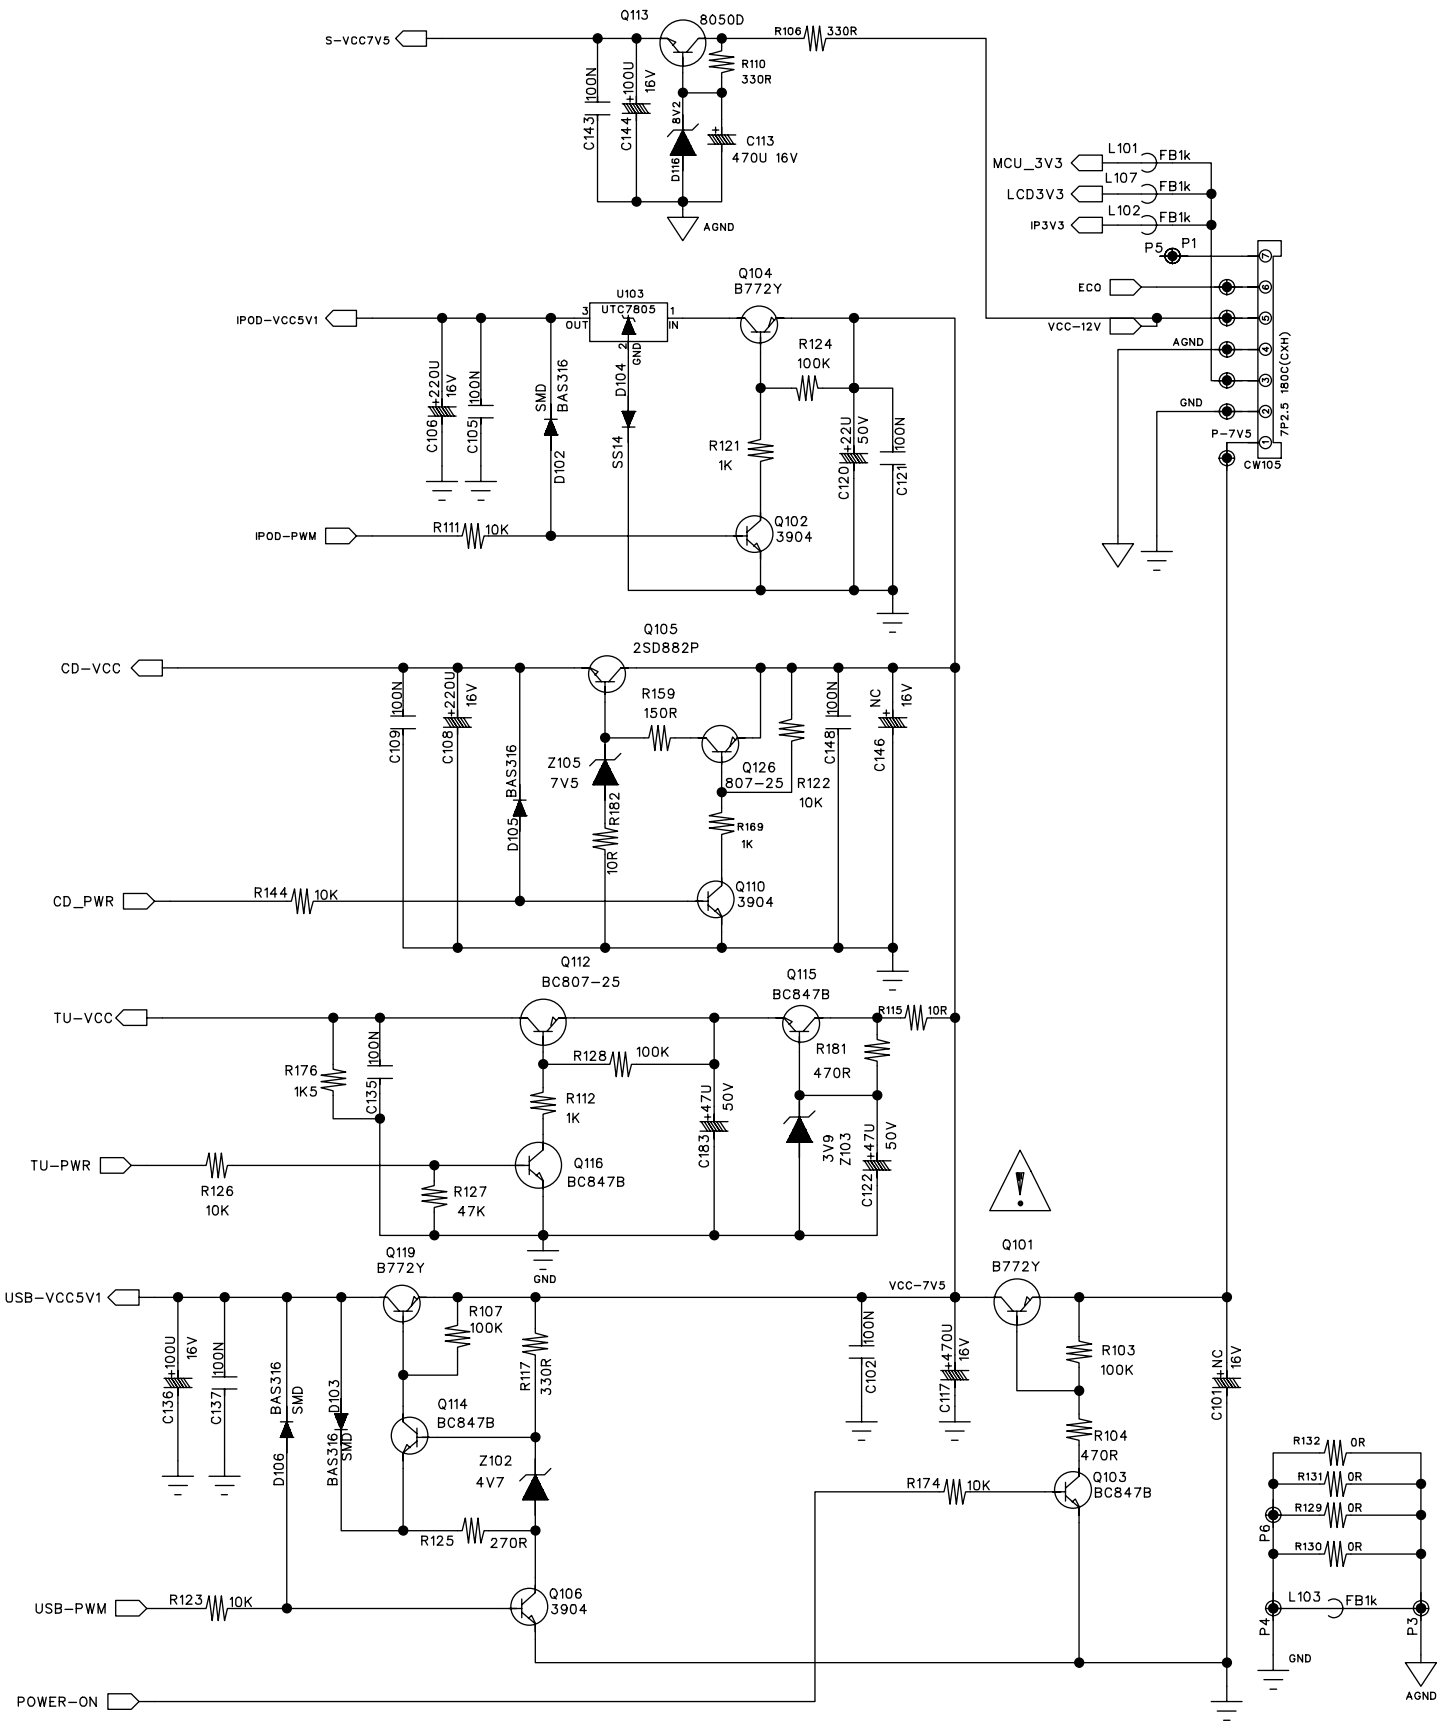 Q113
8050D
S-VCC7V5
R106
330R
R110
330R
100N
C143
+100U
16V
C144
8V2
D116
+
C113
470U 16V
AGND
MCU_3V3
L101
FB1k
LCD3V3
L107
FB1k
IP3V3
L102
FB1k
P5
P1
ECO
VCC-12V
AGND
GND
P-7V5
7
6
5
4
3
2
1
7P2.5 180C(CXH)
CW105
Q104
B772Y
IPOD-VCC5V1
U103
UTC7805
3
OUT
1
IN
2
GND
R124
100K
+220U
16V
C106
100N
C105
SMD
BAS316
D102
D104
SS14
R121
1K
+22U
50V
C120
100N
C121
IPOD-PWM
R111
10K
Q102
3904
Q105
2SD882P
CD-VCC
100N
C109
+220U
16V
C108
BAS316
D105
R159
150R
Z105
7V5
R182
10R
Q126
807-25
R122
10K
100N
C148
NC
+
16V
C146
R169
1K
CD_PWR
R144
10K
Q110
3904
Q112
BC807-25
Q115
BC847B
TU-VCC
R115
10R
R176
1K5
100N
C135
R128
100K
R112
1K
R181
470R
+47U
50V
C183
3V9
Z103
+47U
50V
C122
TU-PWR
R126
10K
R127
47K
Q116
BC847B
GND
!
Q119
B772Y
Q101
B772Y
USB-VCC5V1
VCC-7V5
+100U
16V
C136
100N
C137
BAS316
SMD
D106
D103
BAS316
SMD
R107
100K
R117
330R
Q114
BC847B
Z102
4V7
R125
270R
100N
C102
+470U
16V
C117
R103
100K
R104
470R
+NC
16V
C101
R174
10K
Q103
BC847B
USB-PWM
R123
10K
Q106
3904
POWER-ON
R132
0R
R131
0R
R129
0R
R130
0R
P6
L103
FB1k
P4
P3
GND
AGND